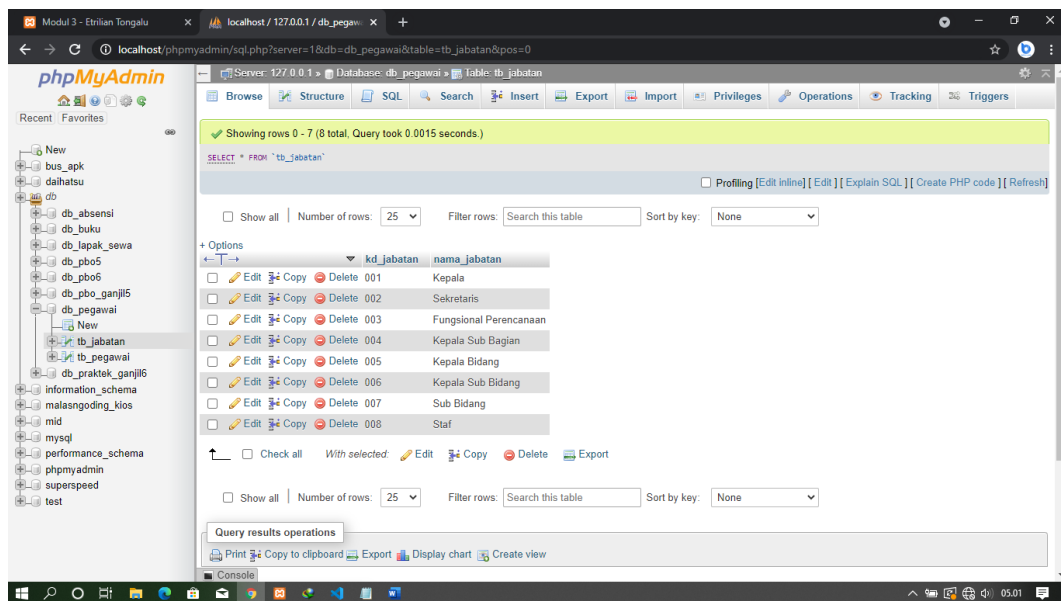 Modul 3 - Etrilian Tongalu
localhost / 127.0.0.1 / db_pegaw
localhost/phpmyadmin/sql.php?server=1&db=db_pegawai&table=tb_jabatan&pos=0
phpMyAdmin
Recent Favorites
New
bus_apk
daihatsu
db
db_absensi
db_buku
db_lapak_sewa
db_pbo5
db_pbo6
db_pbo_ganjil5
db_pegawai
New
tb_jabatan
tb_pegawai
db_praktek_ganjil6
information_schema
malasngoding_kios
mid
mysql
performance_schema
phpmyadmin
superspeed
test
Server: 127.0.0.1 » Database: db_pegawai » Table: tb_jabatan
Browse Structure SQL Search Insert Export Import Privileges Operations Tracking Triggers
Showing rows 0 - 7 (8 total, Query took 0.0015 seconds.)
SELECT * FROM `tb_jabatan`
Profiling [Edit inline] [ Edit ] [ Explain SQL ] [ Create PHP code ] [ Refresh]
Show all Number of rows: 25 Filter rows: Search this table Sort by key: None
+ Options
←T→ kd_jabatan nama_jabatan
Edit Copy Delete 001 Kepala
Edit Copy Delete 002 Sekretaris
Edit Copy Delete 003 Fungsional Perencanaan
Edit Copy Delete 004 Kepala Sub Bagian
Edit Copy Delete 005 Kepala Bidang
Edit Copy Delete 006 Kepala Sub Bidang
Edit Copy Delete 007 Sub Bidang
Edit Copy Delete 008 Staf
Check all With selected: Edit Copy Delete Export
Show all Number of rows: 25 Filter rows: Search this table Sort by key: None
Query results operations
Print Copy to clipboard Export Display chart Create view
Console
05.01